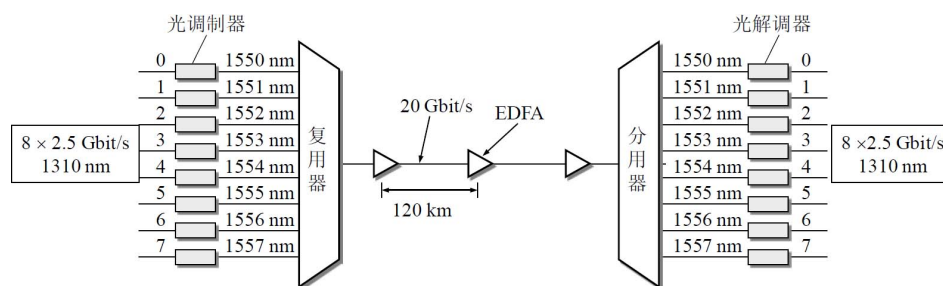 光调制器
光解调器
0 1550 nm
1 1551 nm
2 1552 nm
3 1553 nm
4 1554 nm
5 1555 nm
6 1556 nm
7 1557 nm
8 × 2.5 Gbit/s
1310 nm
复用器
20 Gbit/s
EDFA
120 km
分用器
1550 nm 0
1551 nm 1
1552 nm 2
1553 nm 3
1554 nm 4
1555 nm 5
1556 nm 6
1557 nm 7
8 × 2.5 Gbit/s
1310 nm